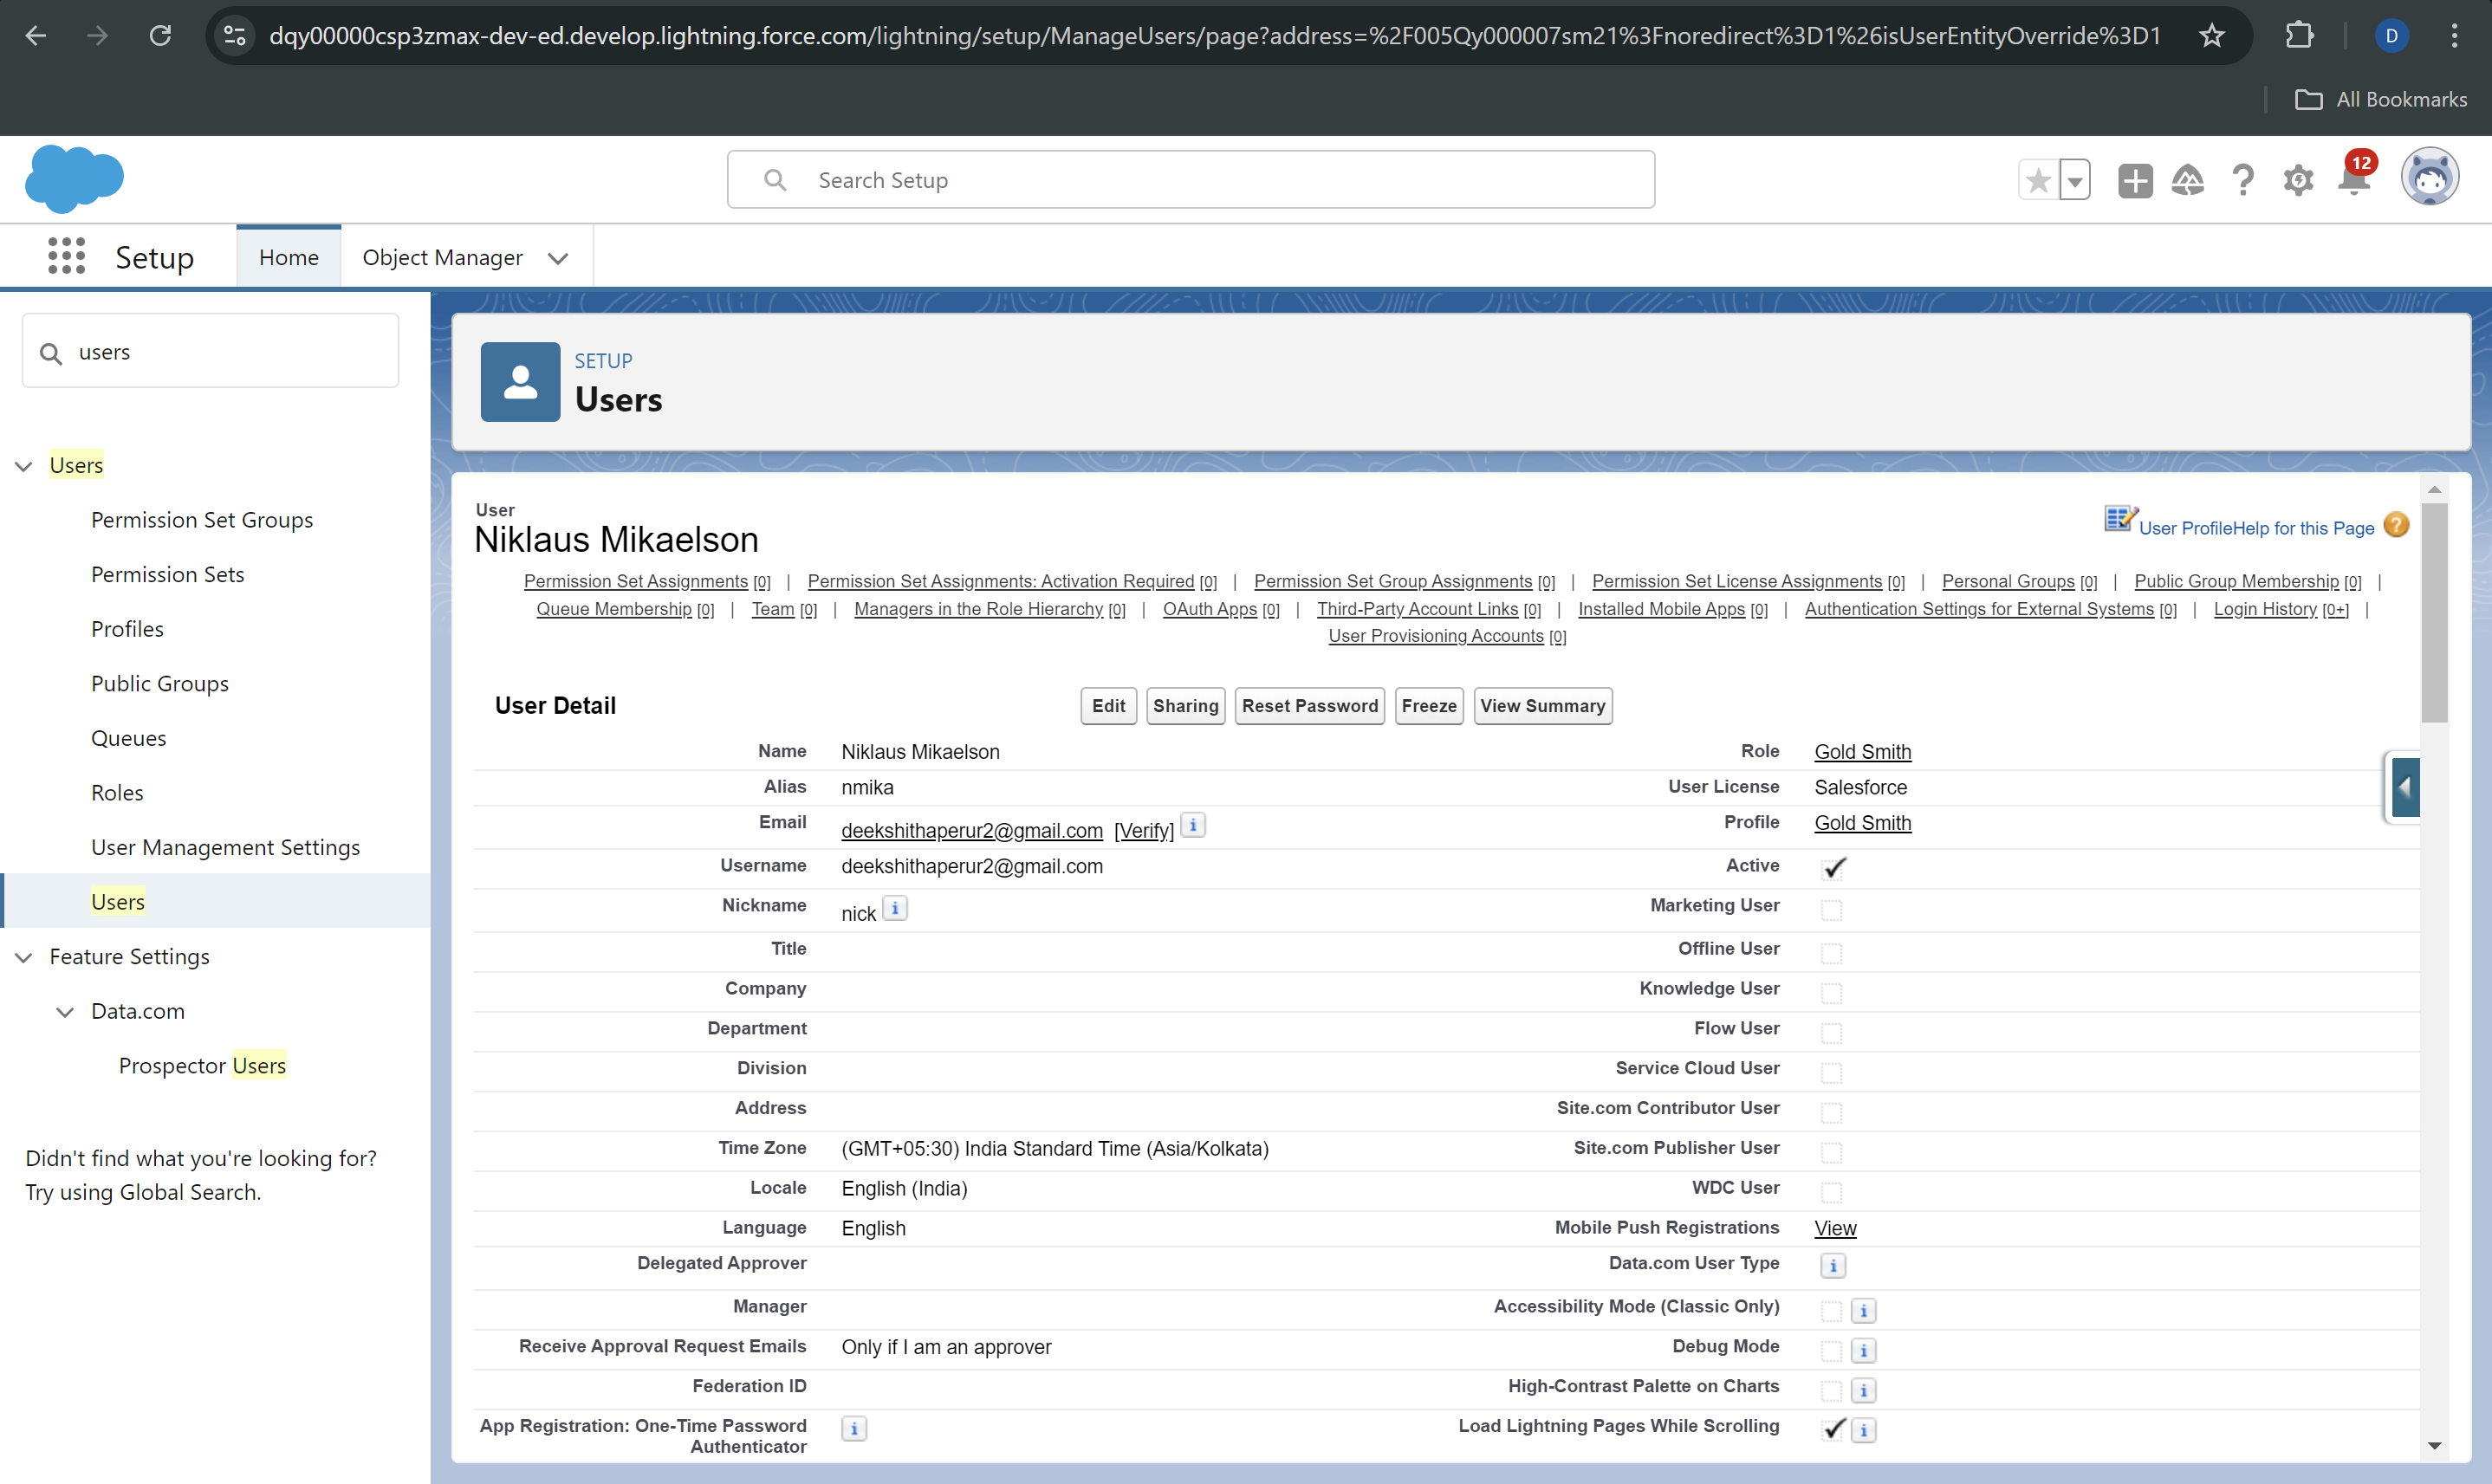 dqy00000csp3zmax-dev-ed.develop.lightning.force.com/lightning/setup/ManageUsers/page?address=%2F005Qy000007sm21%3Fnoredirect%3D1%26isUserEntityOverride%3D1
D
All Bookmarks
Search Setup
12
Setup
Home
Object Manager
users
Users
Permission Set Groups
Permission Sets
Profiles
Public Groups
Queues
Roles
User Management Settings
Users
Feature Settings
Data.com
Prospector Users
Didn't find what you're looking for?
Try using Global Search.
SETUP
Users
User
Niklaus Mikaelson
User ProfileHelp for this Page ?
Permission Set Assignments [0] | Permission Set Assignments: Activation Required [0] | Permission Set Group Assignments [0] | Permission Set License Assignments [0] | Personal Groups [0] | Public Group Membership [0] |
Queue Membership [0] | Team [0] | Managers in the Role Hierarchy [0] | OAuth Apps [0] | Third-Party Account Links [0] | Installed Mobile Apps [0] | Authentication Settings for External Systems [0] | Login History [0+] |
User Provisioning Accounts [0]
User Detail
Edit Sharing Reset Password Freeze View Summary
Name Niklaus Mikaelson Role Gold Smith
Alias nmika User License Salesforce
Email deekshithaperur2@gmail.com [Verify] i Profile Gold Smith
Username deekshithaperur2@gmail.com Active
Nickname nick i Marketing User
Title Offline User
Company Knowledge User
Department Flow User
Division Service Cloud User
Address Site.com Contributor User
Time Zone (GMT+05:30) India Standard Time (Asia/Kolkata) Site.com Publisher User
Locale English (India) WDC User
Language English Mobile Push Registrations View
Delegated Approver Data.com User Type i
Manager Accessibility Mode (Classic Only) i
Receive Approval Request Emails Only if I am an approver Debug Mode i
Federation ID High-Contrast Palette on Charts i
App Registration: One-Time Password i Load Lightning Pages While Scrolling i
Authenticator